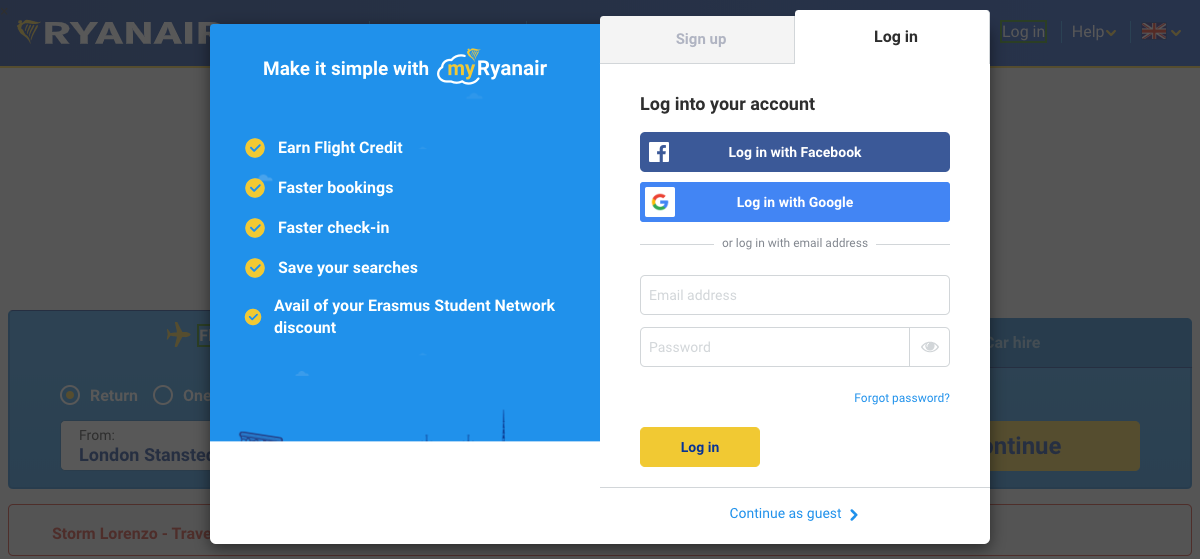 RYANAIR
Log in
Help
Make it simple with myRyanair
Earn Flight Credit
Faster bookings
Faster check-in
Save your searches
Avail of your Erasmus Student Network
discount
Sign up
Log in
Log into your account
Log in with Facebook
Log in with Google
or log in with email address
Email address
Password
Forgot password?
Log in
Continue as guest
Car hire
Return
One
From:
London Stansted
ontinue
Storm Lorenzo - Trave